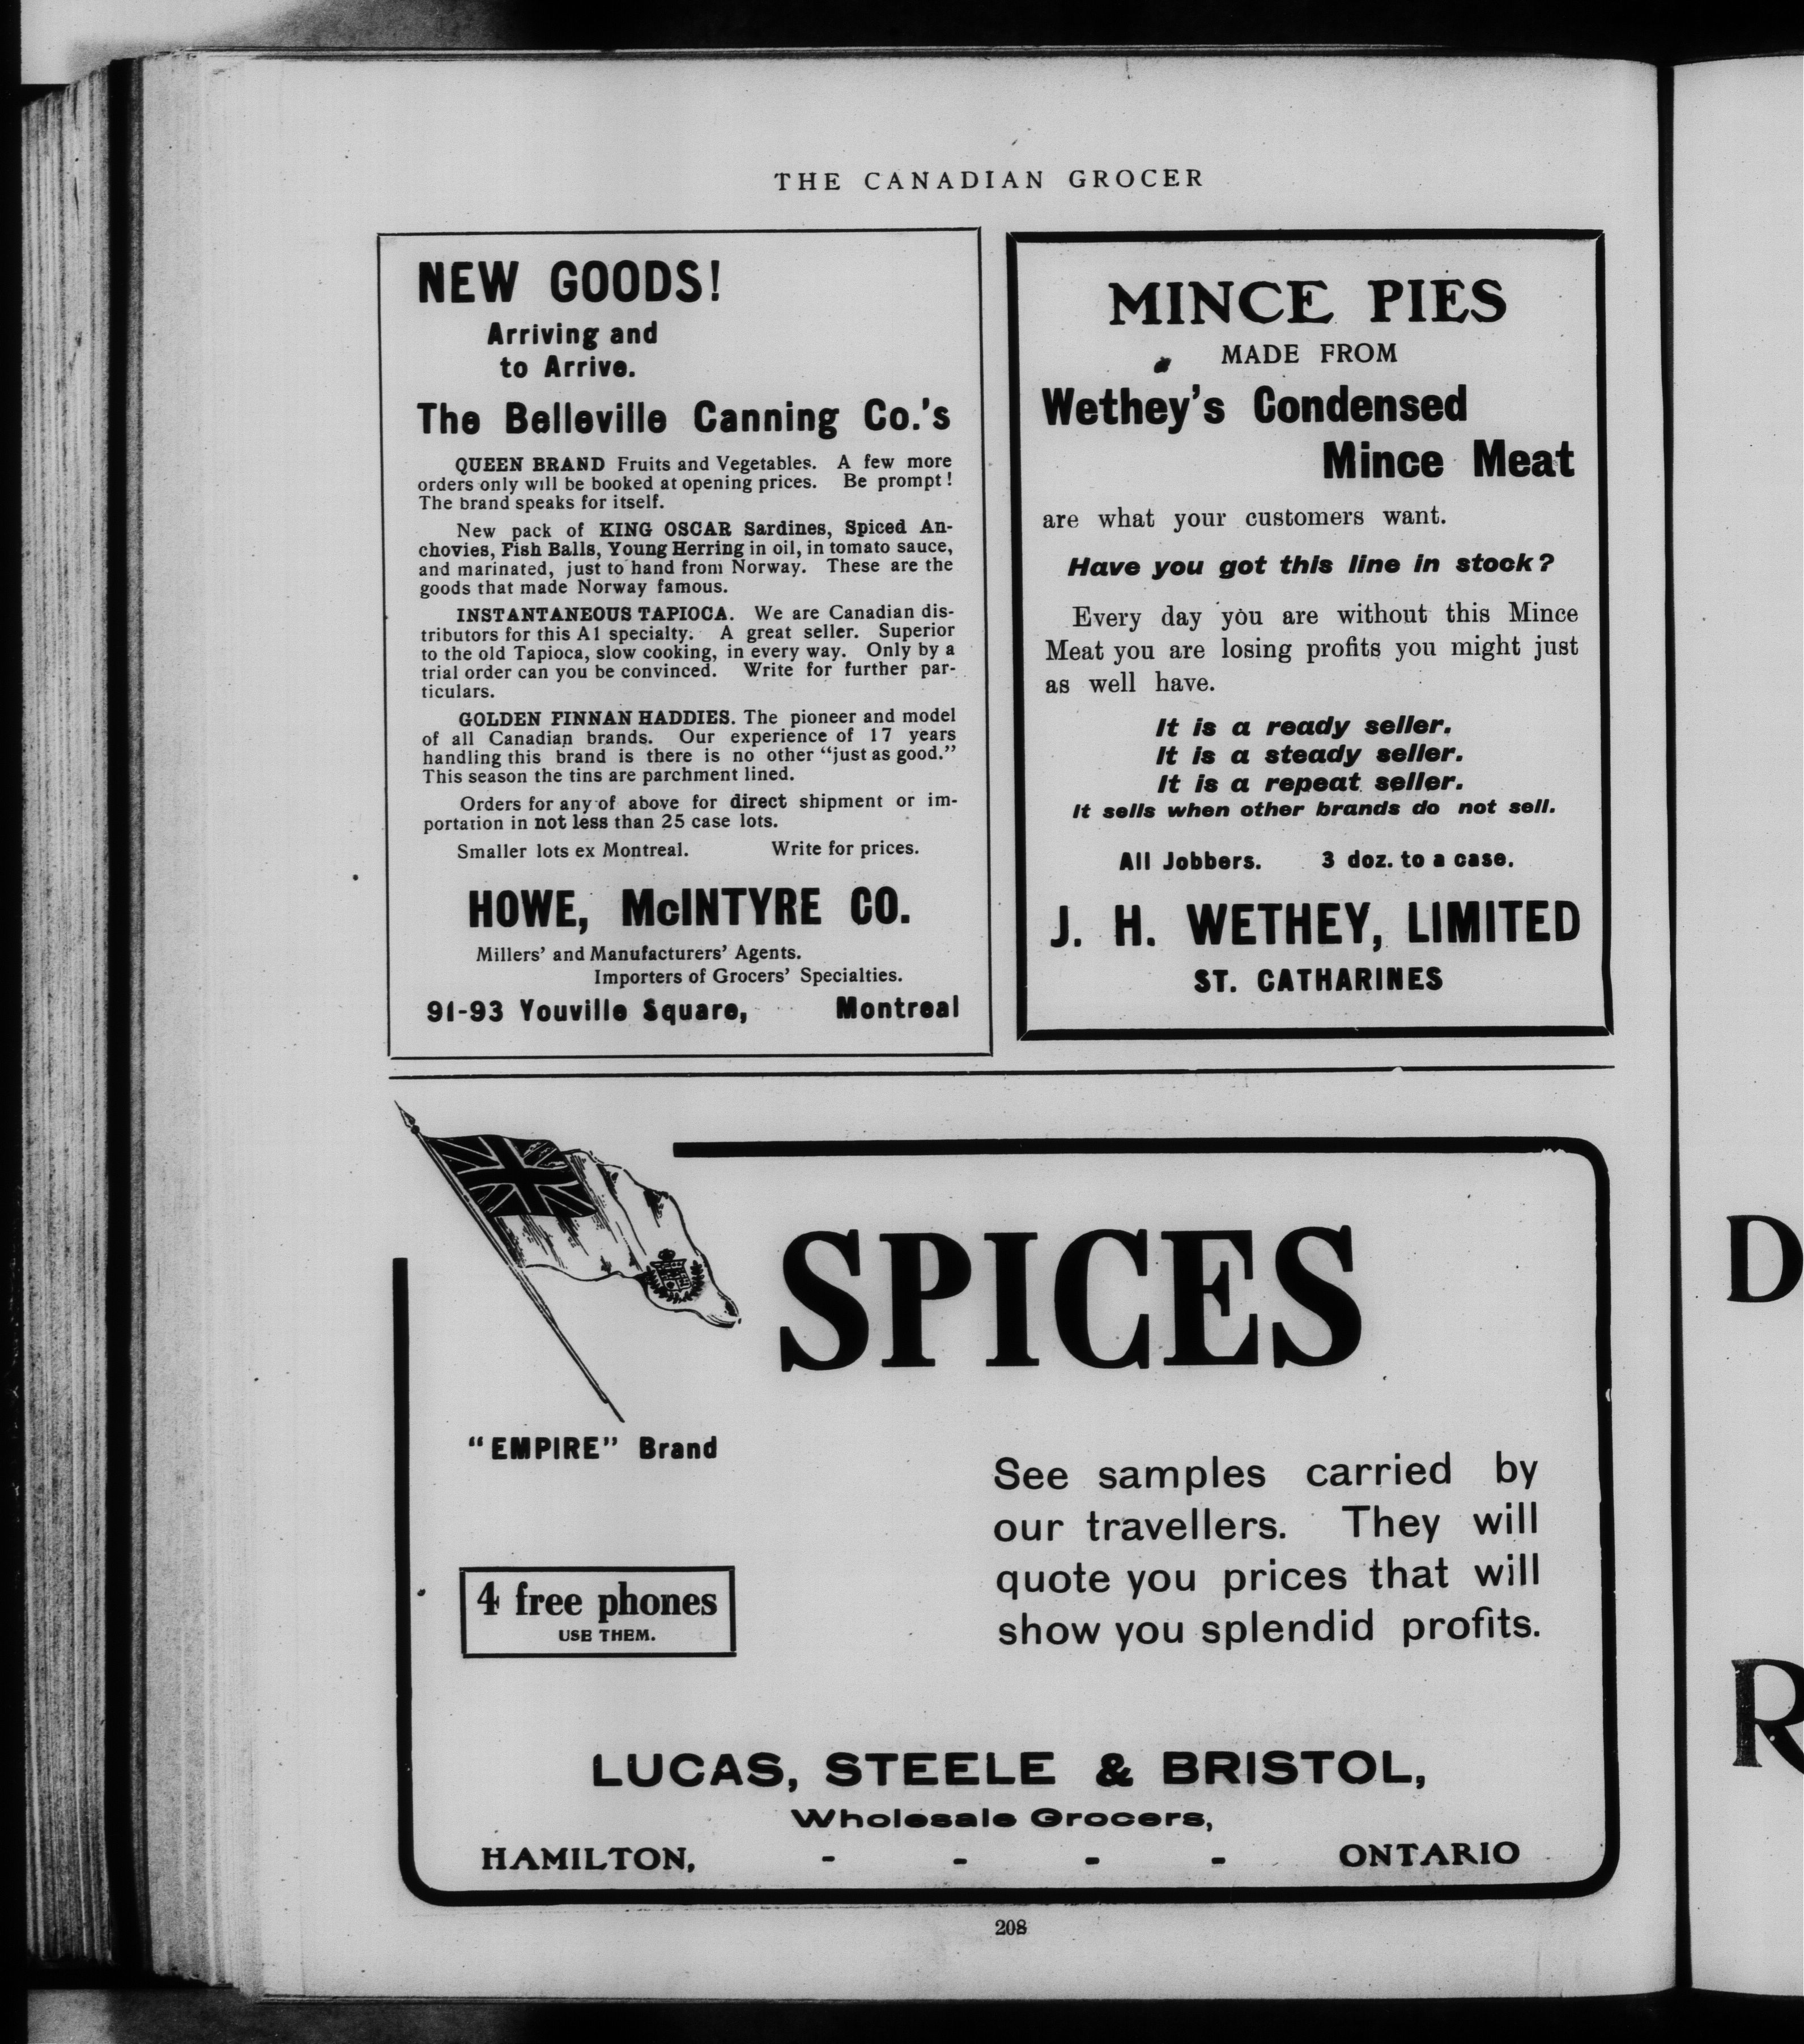 THE CANADIAN GROCER
NEW GOODS!
Arriving and
to Arrive.
The Belleville Canning Co.'s
QUEEN BRAND Fruits and Vegetables. A few more
orders only will be booked at opening prices. Be prompt!
The brand speaks for itself.
New pack of KING OSCAR Sardines, Spiced An-
chovies, Fish Balls, Young Herring in oil, in tomato sauce,
and marinated, just to hand from Norway. These are the
goods that made Norway famous.
INSTANTANEOUS TAPIOCA. We are Canadian dis-
tributors for this A1 specialty. A great seller. Superior
to the old Tapioca, slow cooking, in every way. Only by a
trial order can you be convinced. Write for further par-
ticulars.
GOLDEN FINNAN HADDIES. The pioneer and model
of all Canadian brands. Our experience of 17 years
handling this brand is there is no other "just as good."
This season the tins are parchment lined.
Orders for any of above for direct shipment or im-
portation in not less than 25 case lots.
Smaller lots ex Montreal. Write for prices.
HOWE, McINTYRE CO.
Millers' and Manufacturers' Agents.
Importers of Grocers' Specialties.
91-93 Youville Square, Montreal
MINCE PIES
MADE FROM
Wethey's Condensed
Mince Meat
are what your customers want.
Have you got this line in stock?
Every day you are without this Mince
Meat you are losing profits you might just
as well have.
It is a ready seller.
It is a steady seller.
It is a repeat seller.
It sells when other brands do not sell.
All Jobbers. 3 doz. to a case.
J. H. WETHEY, LIMITED
ST. CATHARINES
SPICES
"EMPIRE" Brand
See samples carried by
our travellers. They will
quote you prices that will
show you splendid profits.
4 free phones
USE THEM.
LUCAS, STEELE & BRISTOL,
Wholesale Grocers,
HAMILTON, - - - - ONTARIO
208
D
R